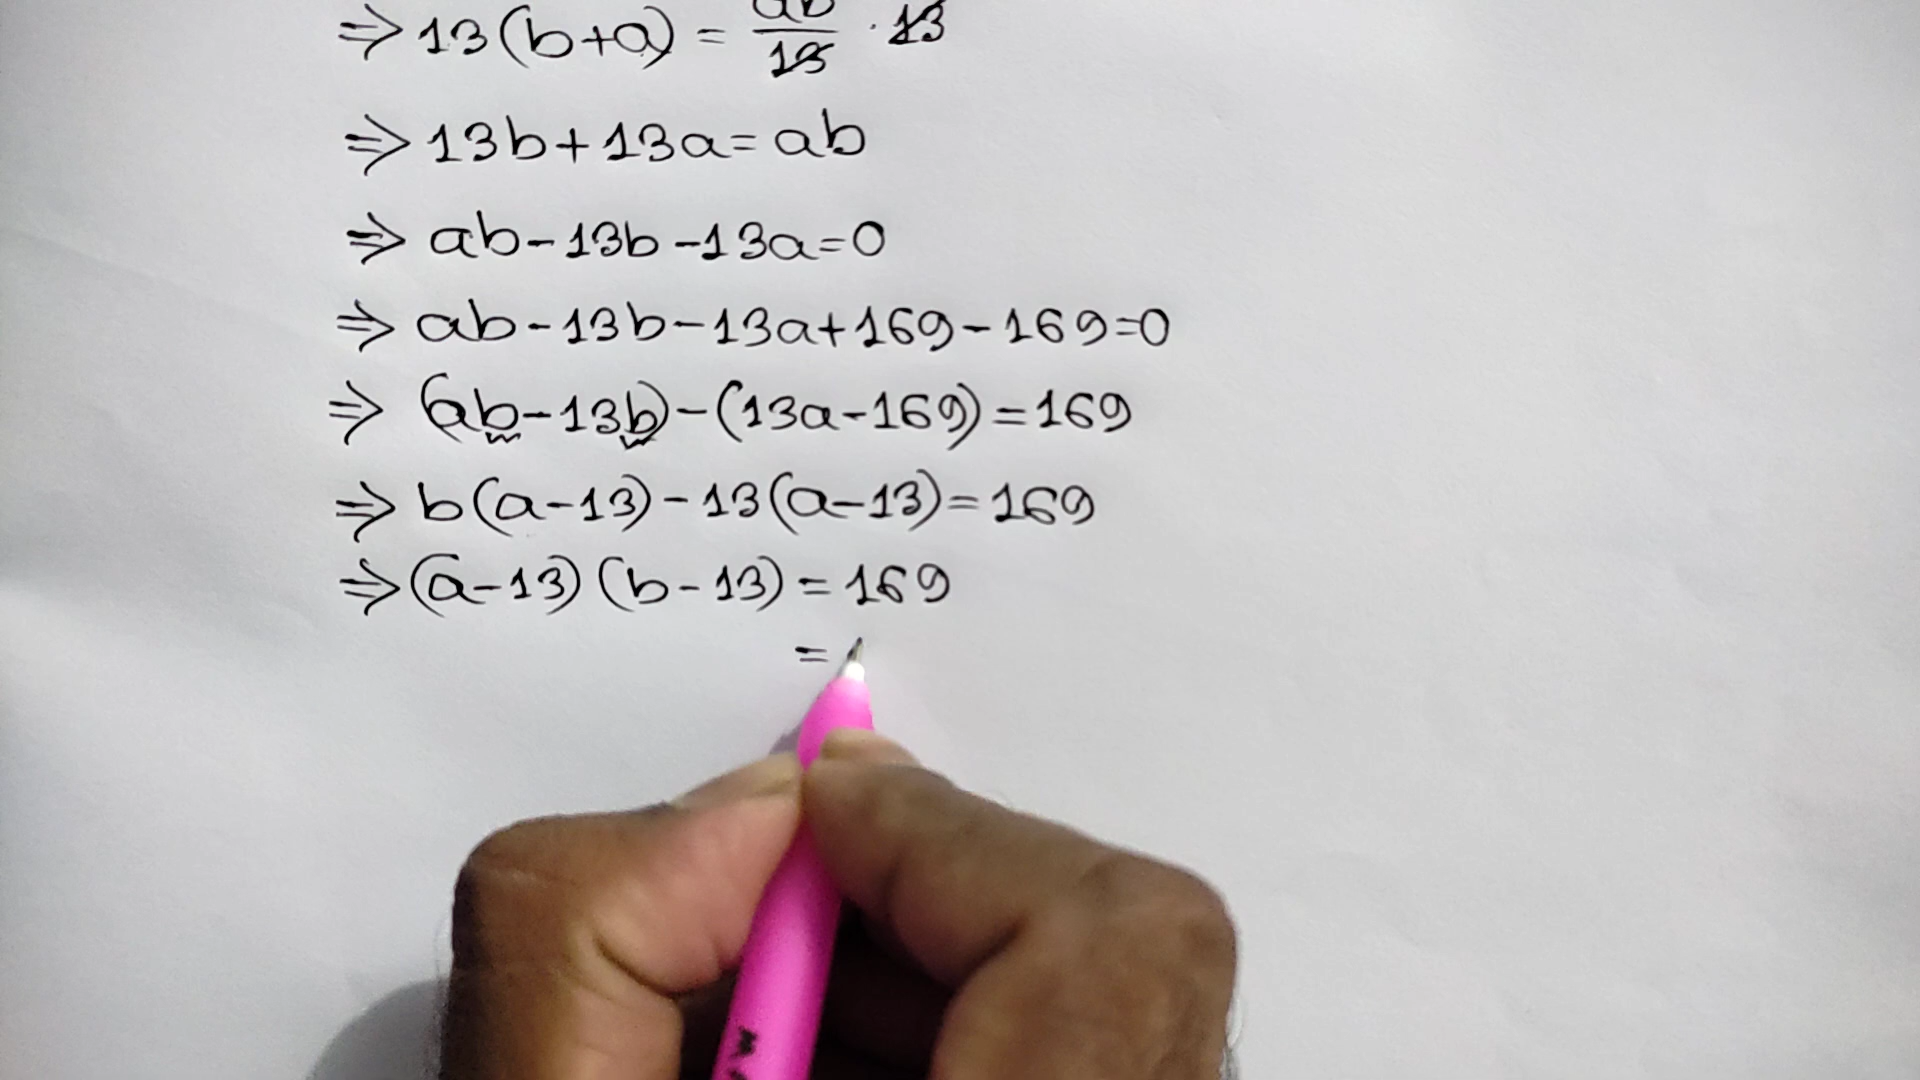 ⇒ 13(b+a) = ab/13 · 13
⇒ 13b+13a=ab
⇒ ab-13b-13a=0
⇒ ab-13b-13a+169-169=0
⇒ (ab-13b)-(13a-169)=169
⇒ b(a-13)-13(a-13)=169
⇒ (a-13)(b-13)=169
=